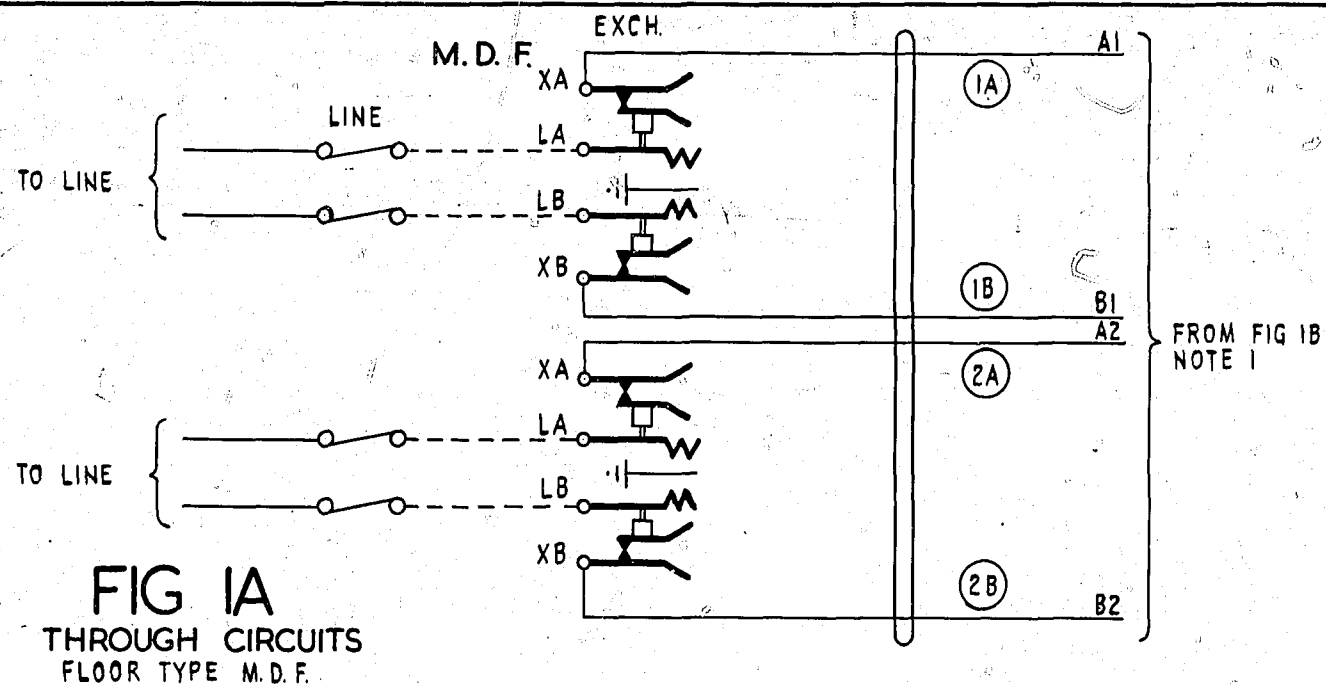 EXCH.
M.D.F.
XA
A1
1A
LINE
LA
TO LINE
LB
XB
1B
B1
A2
FROM FIG 1B
NOTE 1
XA
2A
LA
TO LINE
LB
XB
2B
B2
FIG 1A
THROUGH CIRCUITS
FLOOR TYPE M.D.F.